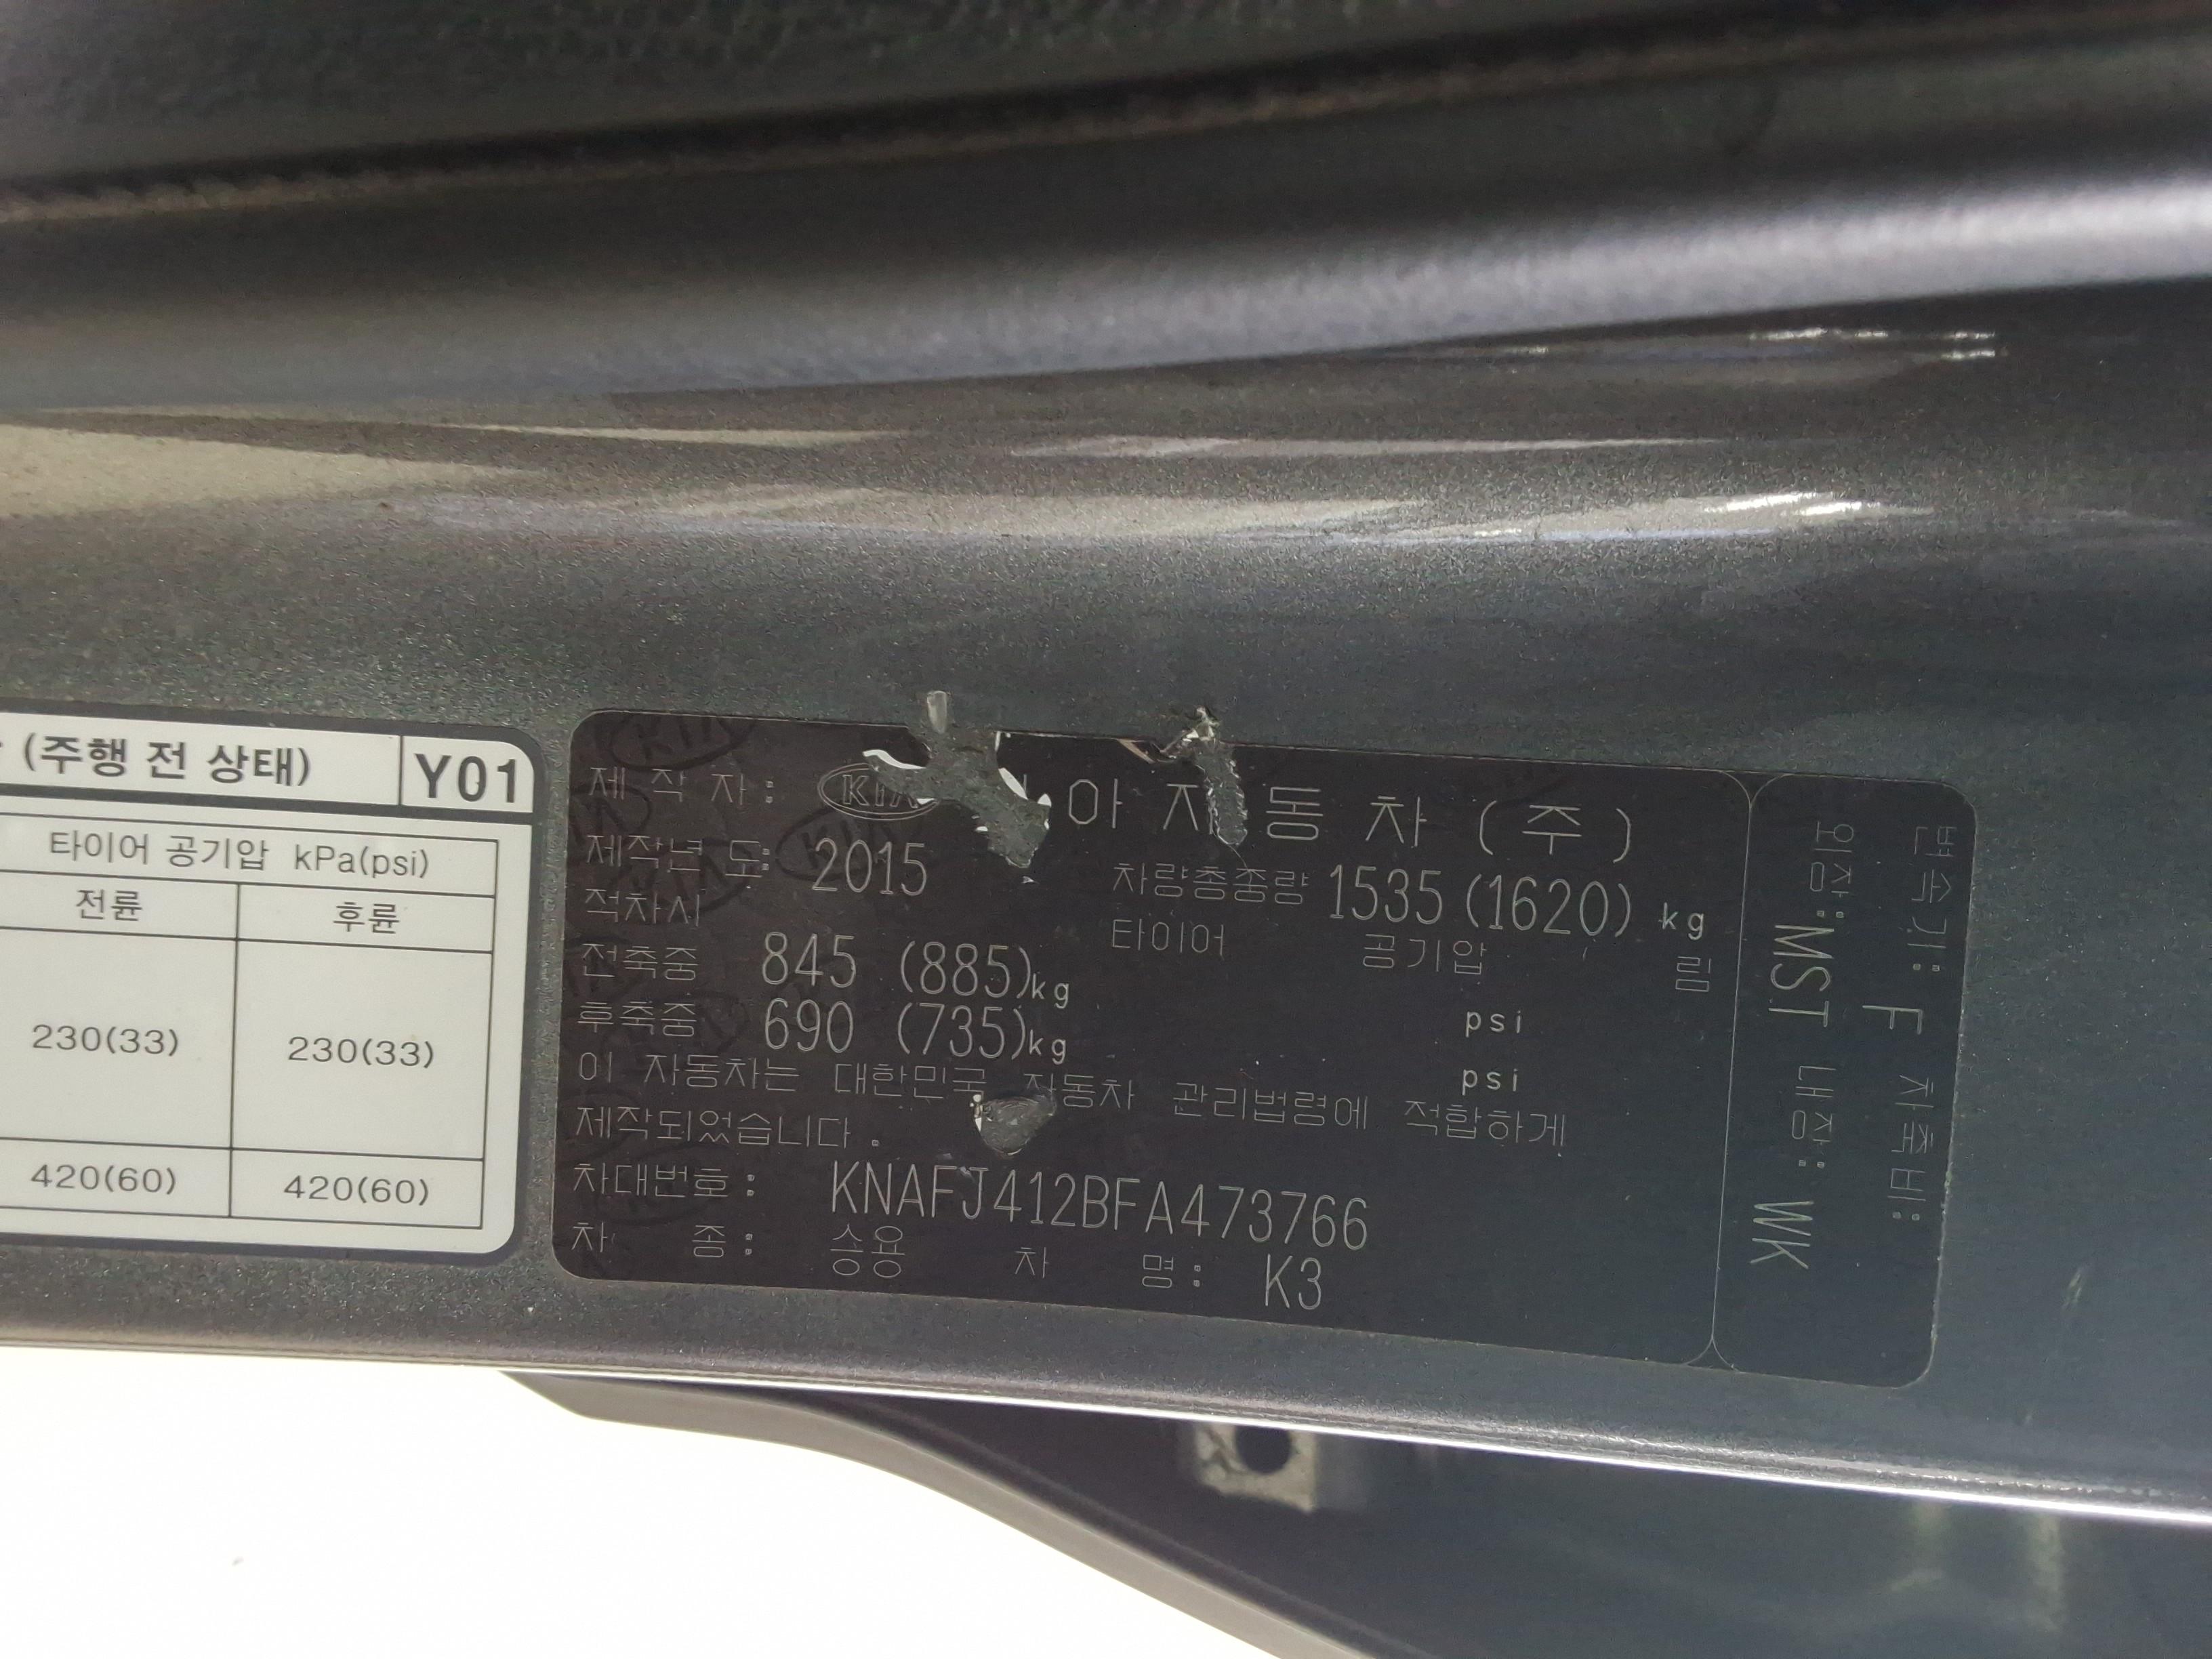 (주행 전 상태) Y01
타이어 공기압 kPa(psi)
전륜 후륜
230(33) 230(33)
420(60) 420(60)
제 작 자: KIA 아 자동차(주)
제작년 도: 2015 차량총중량 1535(1620)kg
적차시 타이어 공기압 림
전축중 845 (885)kg psi
후축중 690 (735)kg psi
이 자동차는 대한민국 자동차 관리법령에 적합하게
제작되었습니다.
차대번호: KNAFJ412BFA473766
차 종: 승용 차 명: K3
변속기: F 차축비:
외장:MST 내장: WK